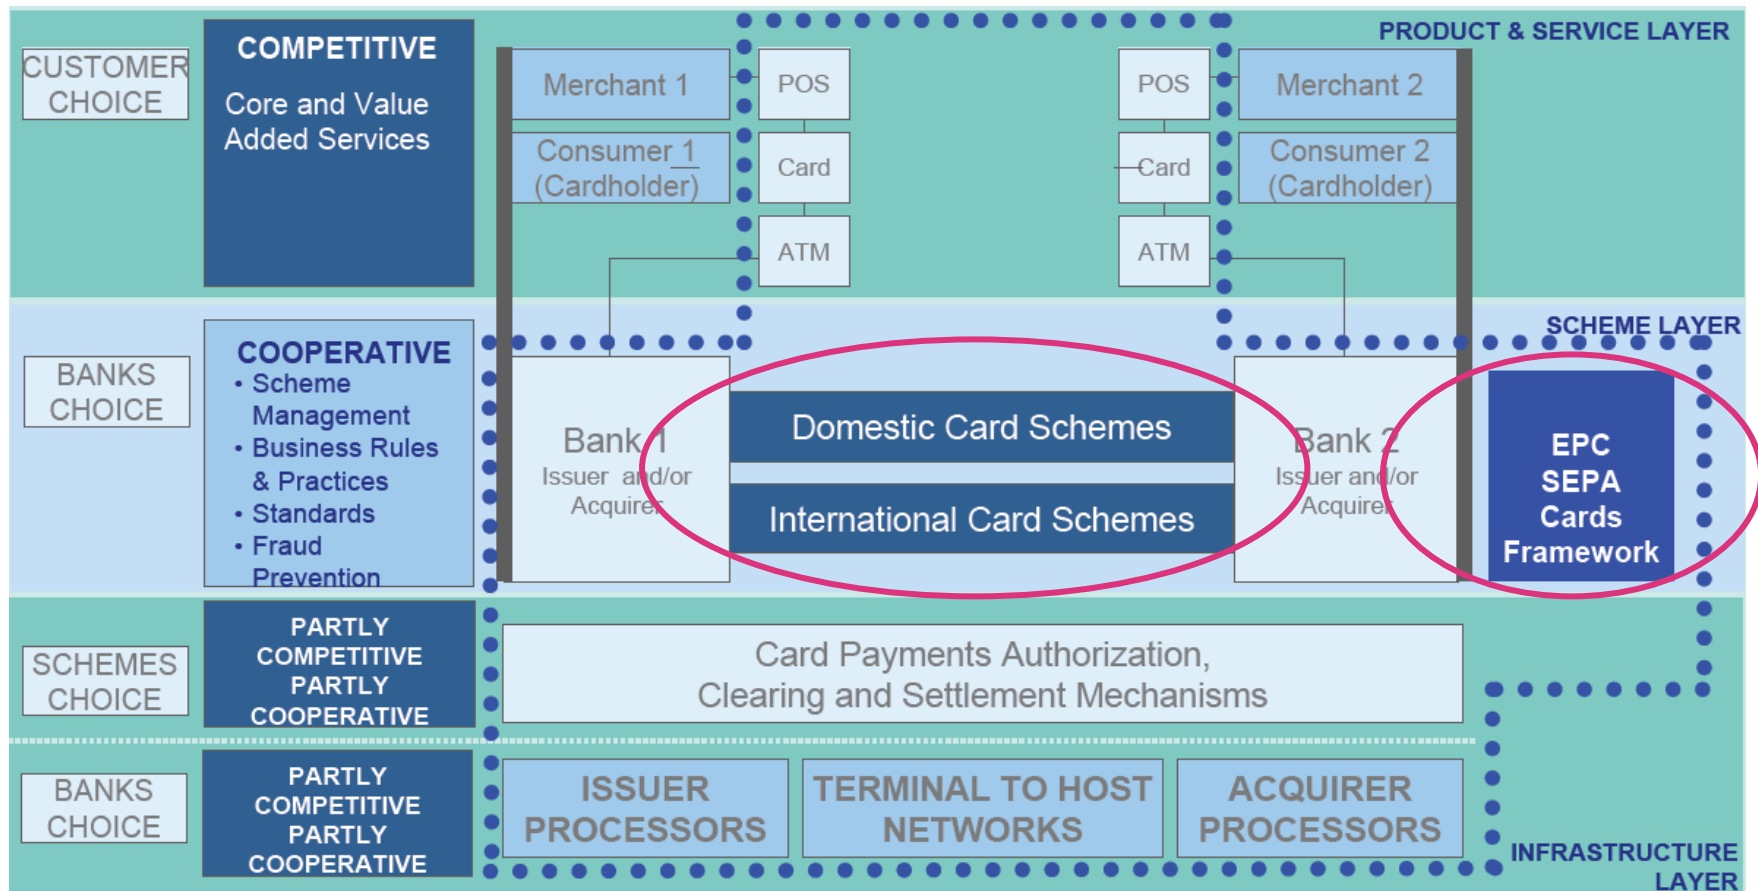 PRODUCT & SERVICE LAYER
CUSTOMER
CHOICE
COMPETITIVE
Core and Value
Added Services
Merchant 1
Consumer 1
(Cardholder)
POS
Card
ATM
POS
Card
ATM
Merchant 2
Consumer 2
(Cardholder)
SCHEME LAYER
BANKS
CHOICE
COOPERATIVE
• Scheme
Management
• Business Rules
& Practices
• Standards
• Fraud
Prevention
Bank 1
Issuer and/or
Acquirer
Domestic Card Schemes
International Card Schemes
Bank 2
Issuer and/or
Acquirer
EPC
SEPA
Cards
Framework
SCHEMES
CHOICE
PARTLY
COMPETITIVE
PARTLY
COOPERATIVE
Card Payments Authorization,
Clearing and Settlement Mechanisms
BANKS
CHOICE
PARTLY
COMPETITIVE
PARTLY
COOPERATIVE
ISSUER
PROCESSORS
TERMINAL TO HOST
NETWORKS
ACQUIRER
PROCESSORS
INFRASTRUCTURE
LAYER